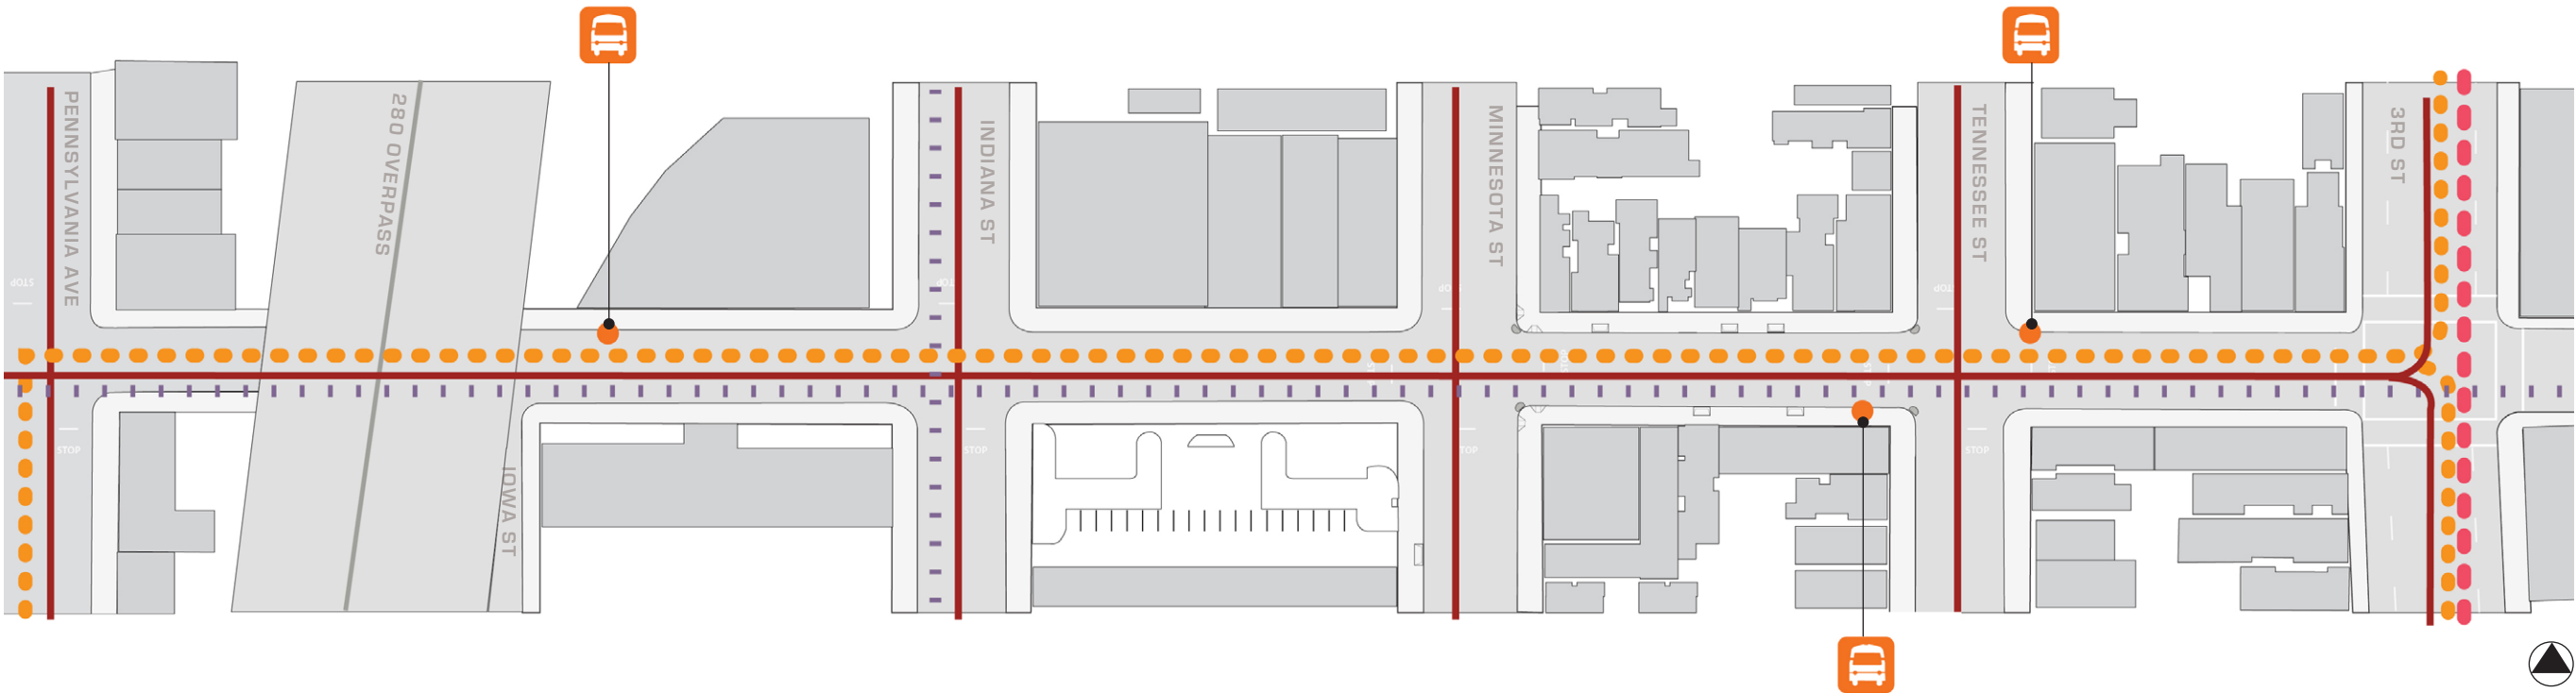 PENNSYLVANIA AVE
280 OVERPASS
INDIANA ST
MINNESOTA ST
TENNESSEE ST
3RD ST
STOP
STOP
STOP
STOP
STOP
IOWA ST